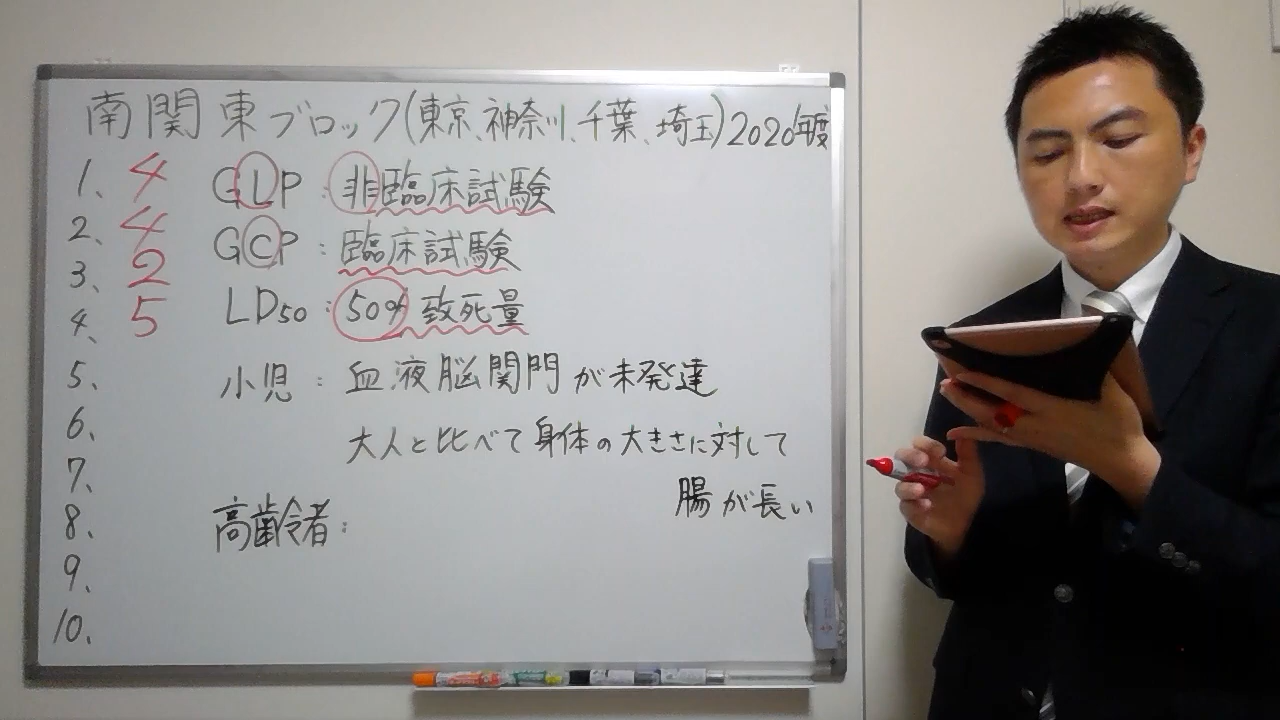 南関東ブロック(東京、神奈川、千葉、埼玉)2020年度
1、 4 GLP:非臨床試験
2、 4 GCP:臨床試験
3、 2
4、 5 LD50:50%致死量
5、 小児:血液脳関門が未発達
6、 大人と比べて身体の大きさに対して
7、 腸が長い
8、 高齢者:
9、
10、